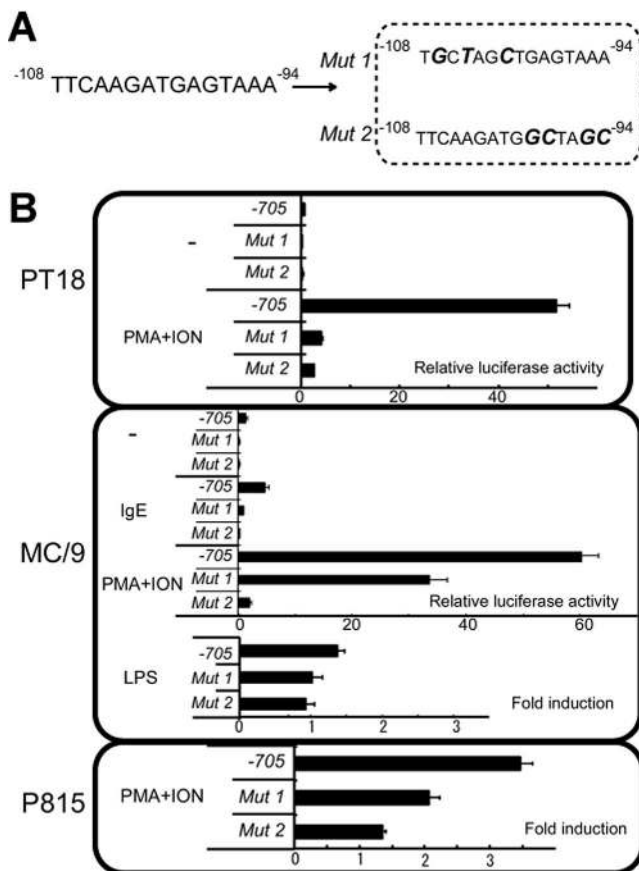 A
-108 TTCAAGATGAGTAAA -94
Mut 1
-108 TGCTAGCTGAGTAAA -94
Mut 2
-108 TTCAAGATGGCTAGC -94
B
PT18
-
-705
Mut 1
Mut 2
PMA+ION
-705
Mut 1
Mut 2
Relative luciferase activity
0 20 40
MC/9
-
-705
Mut 1
Mut 2
IgE
-705
Mut 1
Mut 2
PMA+ION
-705
Mut 1
Mut 2
Relative luciferase activity
0 20 40 60
LPS
-705
Mut 1
Mut 2
Fold induction
0 1 2 3
P815
PMA+ION
-705
Mut 1
Mut 2
Fold induction
0 1 2 3